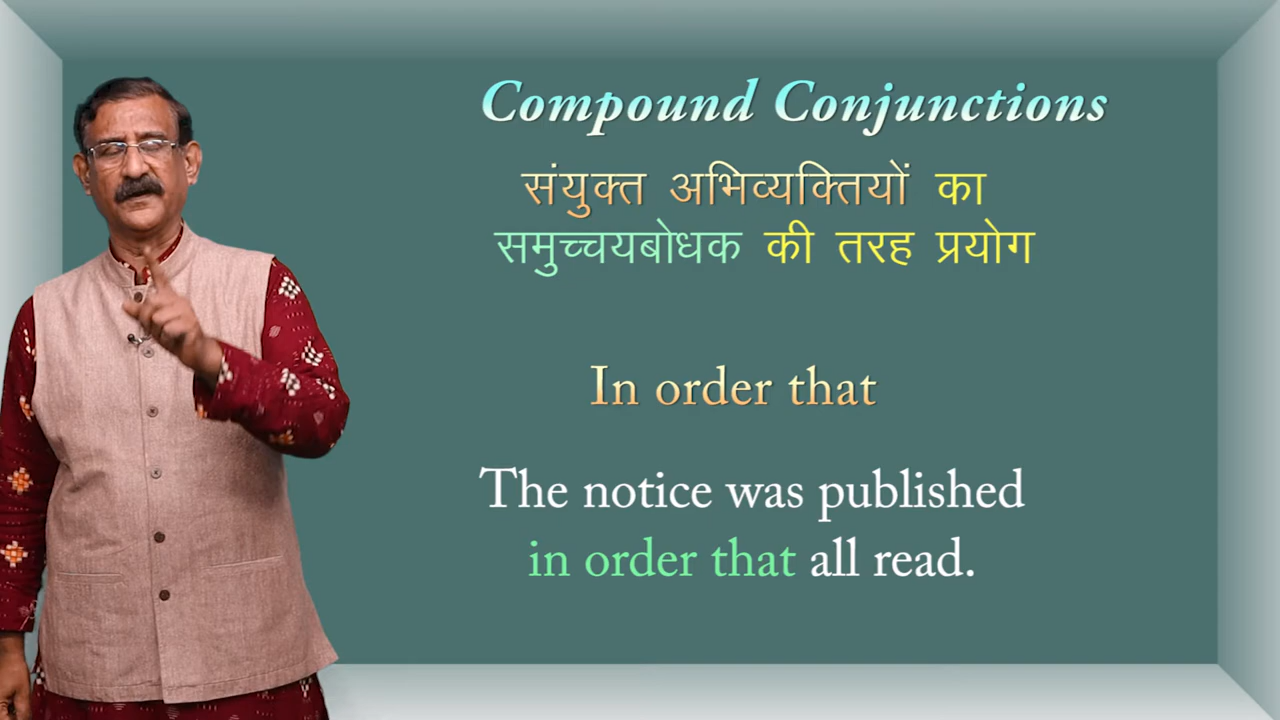 Compound Conjunctions
संयुक्त अभिव्यक्तियों का
समुच्चयबोधक की तरह प्रयोग
In order that
The notice was published
in order that all read.